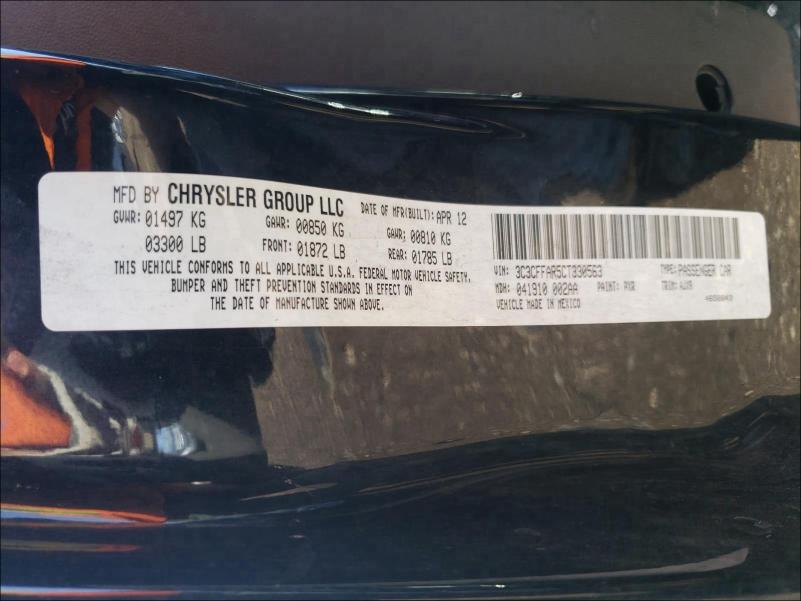 MFD BY CHRYSLER GROUP LLC DATE OF MFR(BUILT): APR 12
GVWR: 01497 KG GAWR: 00850 KG GAWR: 00810 KG
03300 LB FRONT: 01872 LB REAR: 01785 LB
THIS VEHICLE CONFORMS TO ALL APPLICABLE U.S.A. FEDERAL MOTOR VEHICLE SAFETY,
BUMPER AND THEFT PREVENTION STANDARDS IN EFFECT ON
THE DATE OF MANUFACTURE SHOWN ABOVE.
VIN: 3C3CFFAR5CT330563 TYPE: PASSENGER CAR
MDH: 041310 002AA PAINT: PXR TRIM: AJX9
VEHICLE MADE IN MEXICO